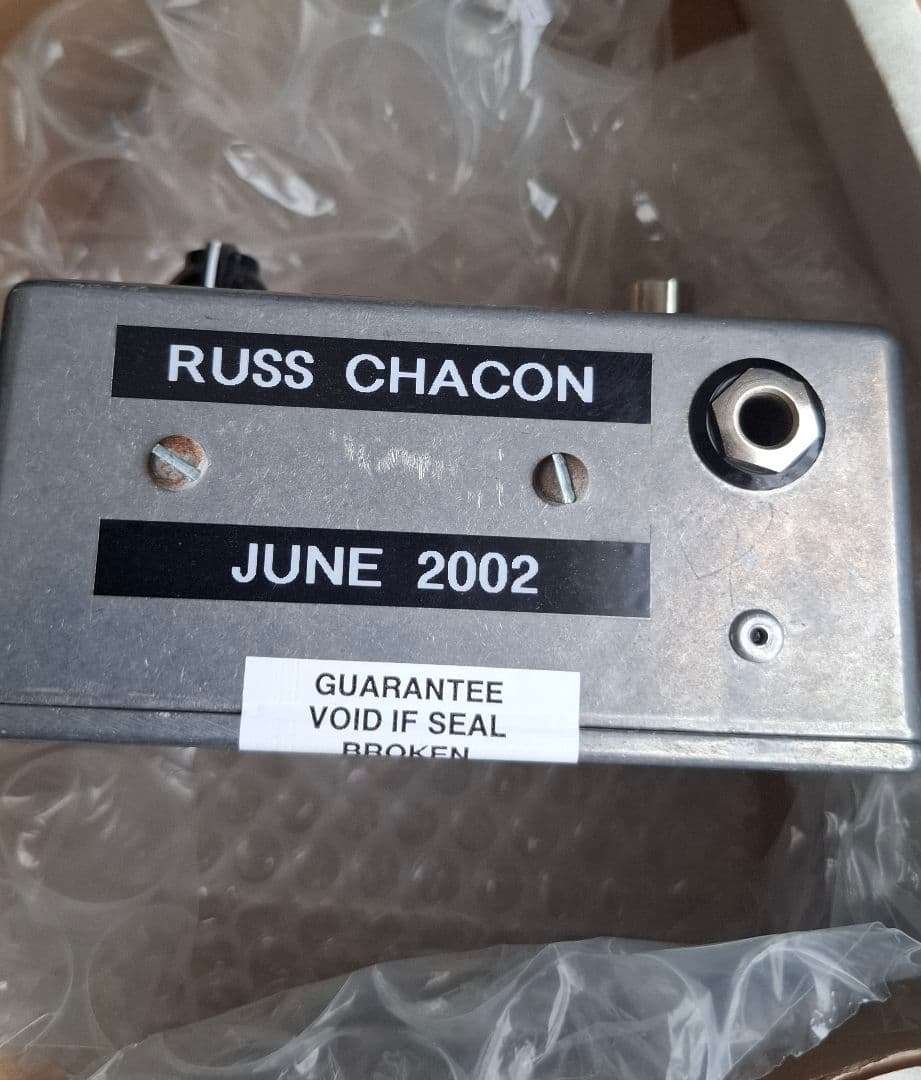 RUSS CHACON
JUNE 2002
GUARANTEE
VOID IF SEAL
BROKEN